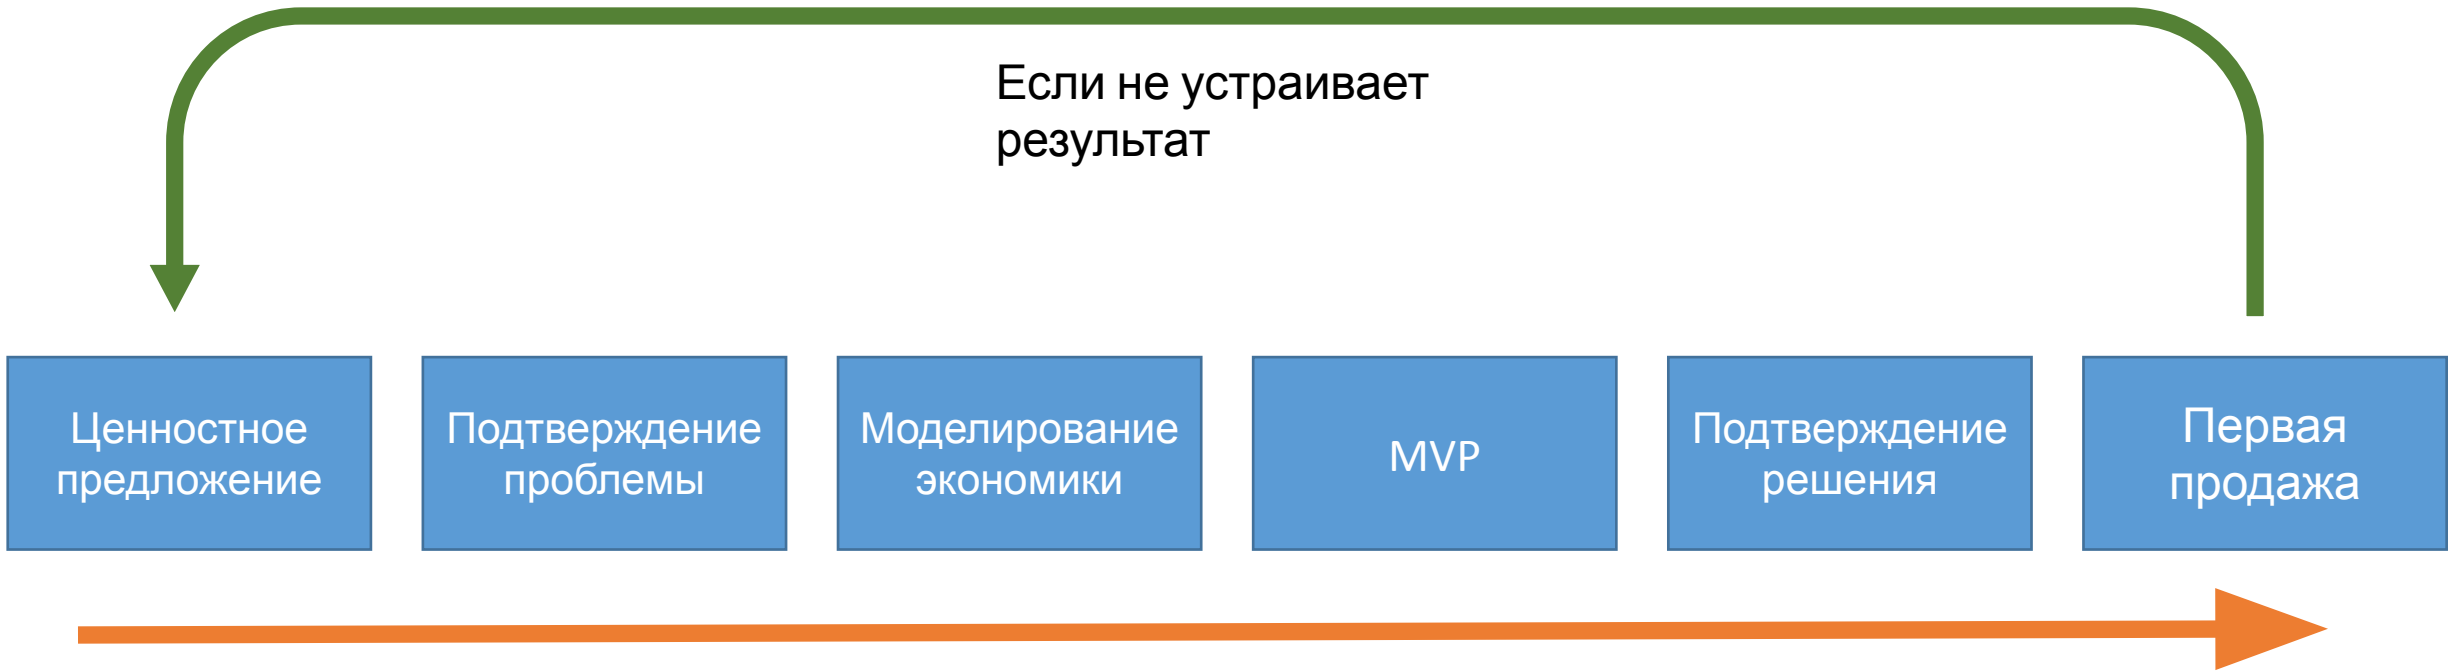 Если не устраивает
результат
Ценностное
предложение
Подтверждение
проблемы
Моделирование
экономики
MVP
Подтверждение
решения
Первая
продажа